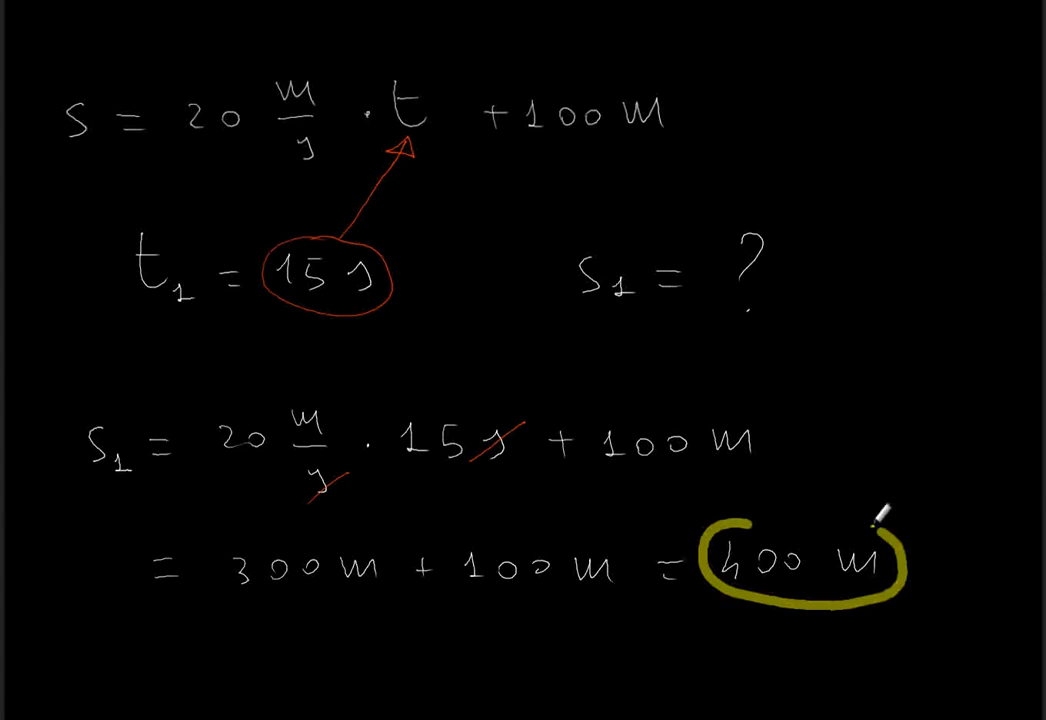 s = 20 m/s · t + 100 m
t₁ = 15 s
s₁ = ?
s₁ = 20 m/s · 15 s + 100 m
= 300 m + 100 m = 400 m